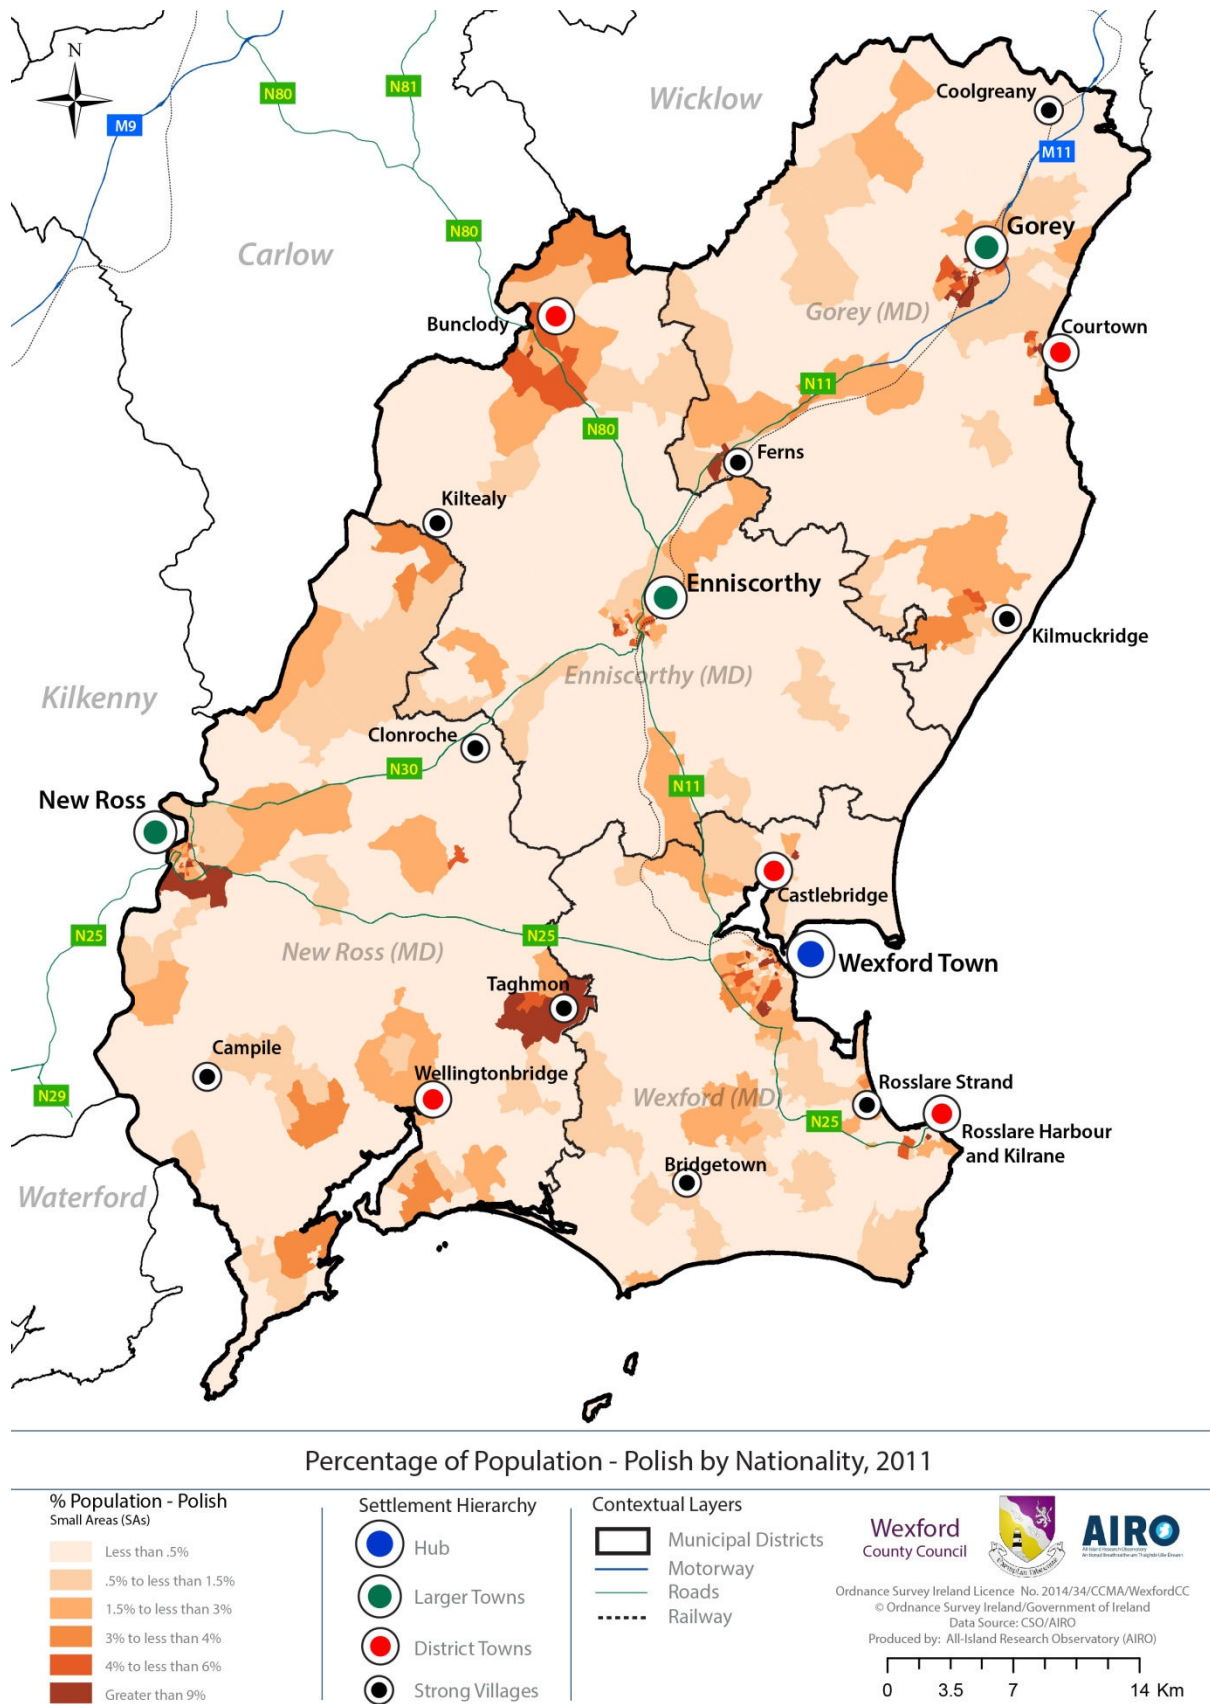 N
N80
N81
Wicklow
Coolgreany
M9
M11
Carlow
N80
Gorey
Bunclody
Gorey (MD)
Courtown
N11
N80
Ferns
Kiltealy
Enniscorthy
Kilmuckridge
Kilkenny
Enniscorthy (MD)
Clonroche
N30
N11
New Ross
Castlebridge
N25
N25
New Ross (MD)
Wexford Town
Taghmon
Campile
Wellingtonbridge
Rosslare Strand
N29
Wexford (MD)
N25
Rosslare Harbour
and Kilrane
Bridgetown
Waterford
Percentage of Population - Polish by Nationality, 2011
% Population - Polish
Small Areas (SAs)
Less than .5%
.5% to less than 1.5%
1.5% to less than 3%
3% to less than 4%
4% to less than 6%
Greater than 9%
Settlement Hierarchy
Hub
Larger Towns
District Towns
Strong Villages
Contextual Layers
Municipal Districts
Motorway
Roads
Railway
Wexford
County Council
AIRO
Ordnance Survey Ireland Licence No. 2014/34/CCMA/WexfordCC
© Ordnance Survey Ireland/Government of Ireland
Data Source: CSO/AIRO
Produced by: All-Island Research Observatory (AIRO)
0 3.5 7 14 Km